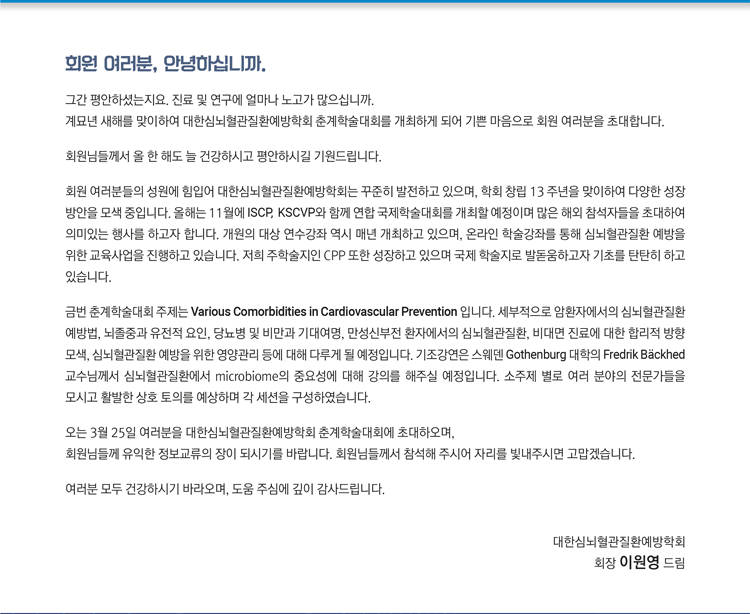 회원 여러분, 안녕하십니까.
그간 평안하셨는지요. 진료 및 연구에 얼마나 노고가 많으십니까.
계묘년 새해를 맞이하여 대한심뇌혈관질환예방학회 춘계학술대회를 개최하게 되어 기쁜 마음으로 회원 여러분을 초대합니다.
회원님들께서 올 한 해도 늘 건강하시고 평안하시길 기원드립니다.
회원 여러분들의 성원에 힘입어 대한심뇌혈관질환예방학회는 꾸준히 발전하고 있으며, 학회 창립 13주년을 맞이하여 다양한 성장
방안을 모색 중입니다. 올해는 11월에 ISCP, KSCVP와 함께 연합 국제학술대회를 개최할 예정이며 많은 해외 참석자들을 초대하여
의미있는 행사를 하고자 합니다. 개원의 대상 연수강좌 역시 매년 개최하고 있으며, 온라인 학술강좌를 통해 심뇌혈관질환 예방을
위한 교육사업을 진행하고 있습니다. 저희 주학술지인 CPP 또한 성장하고 있으며 국제 학술지로 발돋움하고자 기초를 탄탄히 하고
있습니다.
금번 춘계학술대회 주제는 Various Comorbidities in Cardiovascular Prevention 입니다. 세부적으로 암환자에서의 심뇌혈관질환
예방법, 뇌졸중과 유전적 요인, 당뇨병 및 비만과 기대여명, 만성신부전 환자에서의 심뇌혈관질환, 비대면 진료에 대한 합리적 방향
모색, 심뇌혈관질환 예방을 위한 영양관리 등에 대해 다루게 될 예정입니다. 기조강연은 스웨덴 Gothenburg 대학의 Fredrik Bäckhed
교수님께서 심뇌혈관질환에서 microbiome의 중요성에 대해 강의를 해주실 예정입니다. 소주제 별로 여러 분야의 전문가들을
모시고 활발한 상호 토의를 예상하며 각 세션을 구성하였습니다.
오는 3월 25일 여러분을 대한심뇌혈관질환예방학회 춘계학술대회에 초대하오며,
회원님들께 유익한 정보교류의 장이 되시기를 바랍니다. 회원님들께서 참석해 주시어 자리를 빛내주시면 고맙겠습니다.
여러분 모두 건강하시기 바라오며, 도움 주심에 깊이 감사드립니다.
대한심뇌혈관질환예방학회
회장 이원영 드림